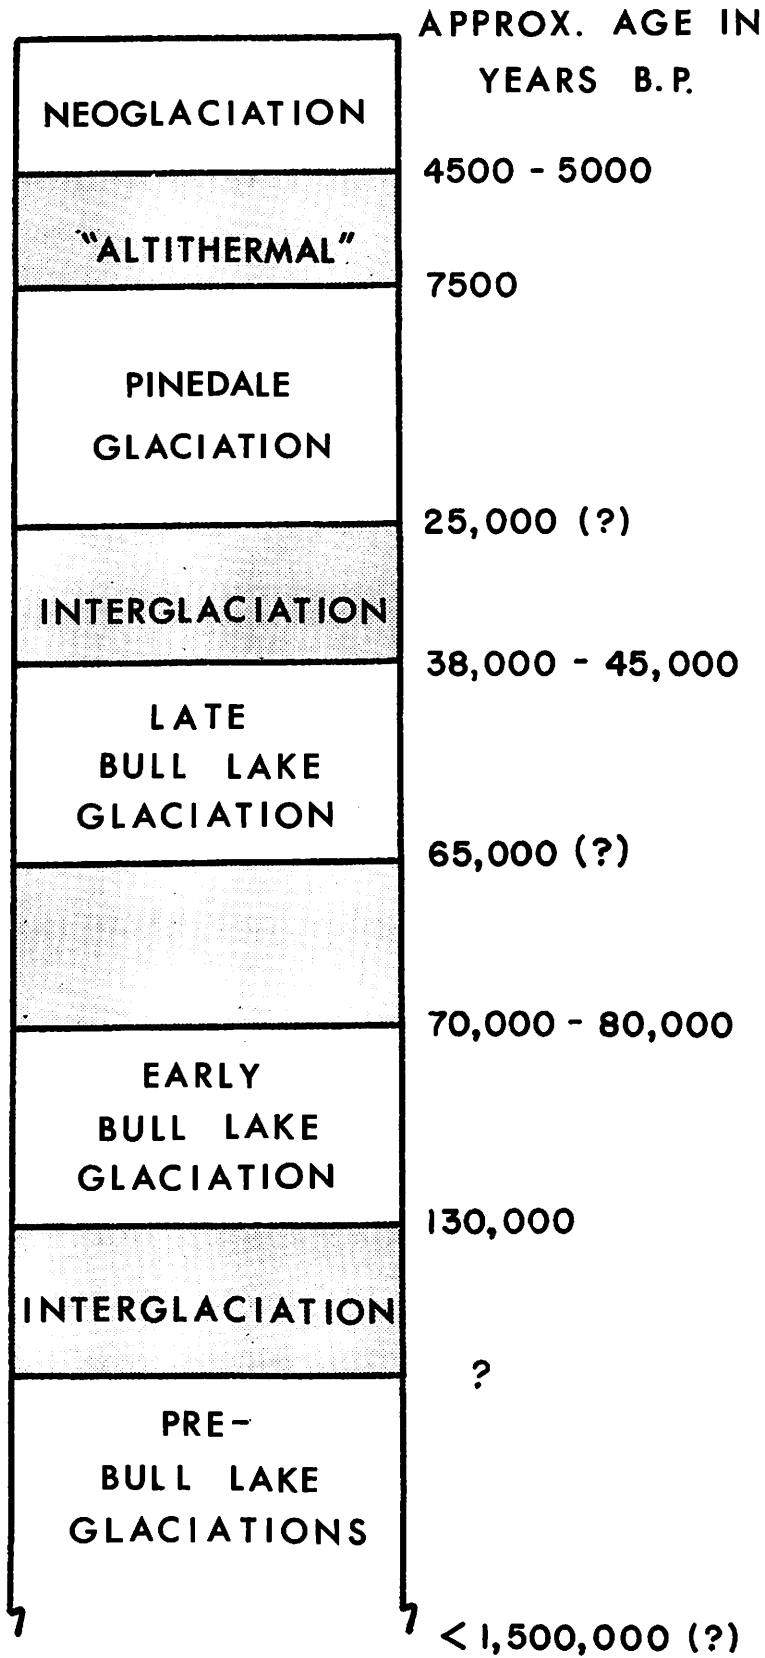 APPROX. AGE IN
YEARS B.P.
NEOGLACIATION
4500 - 5000
"ALTITHERMAL"
7500
PINEDALE
GLACIATION
25,000 (?)
INTERGLACIATION
38,000 - 45,000
LATE
BULL LAKE
GLACIATION
65,000 (?)
70,000 - 80,000
EARLY
BULL LAKE
GLACIATION
130,000
INTERGLACIATION
?
PRE-
BULL LAKE
GLACIATIONS
< 1,500,000 (?)